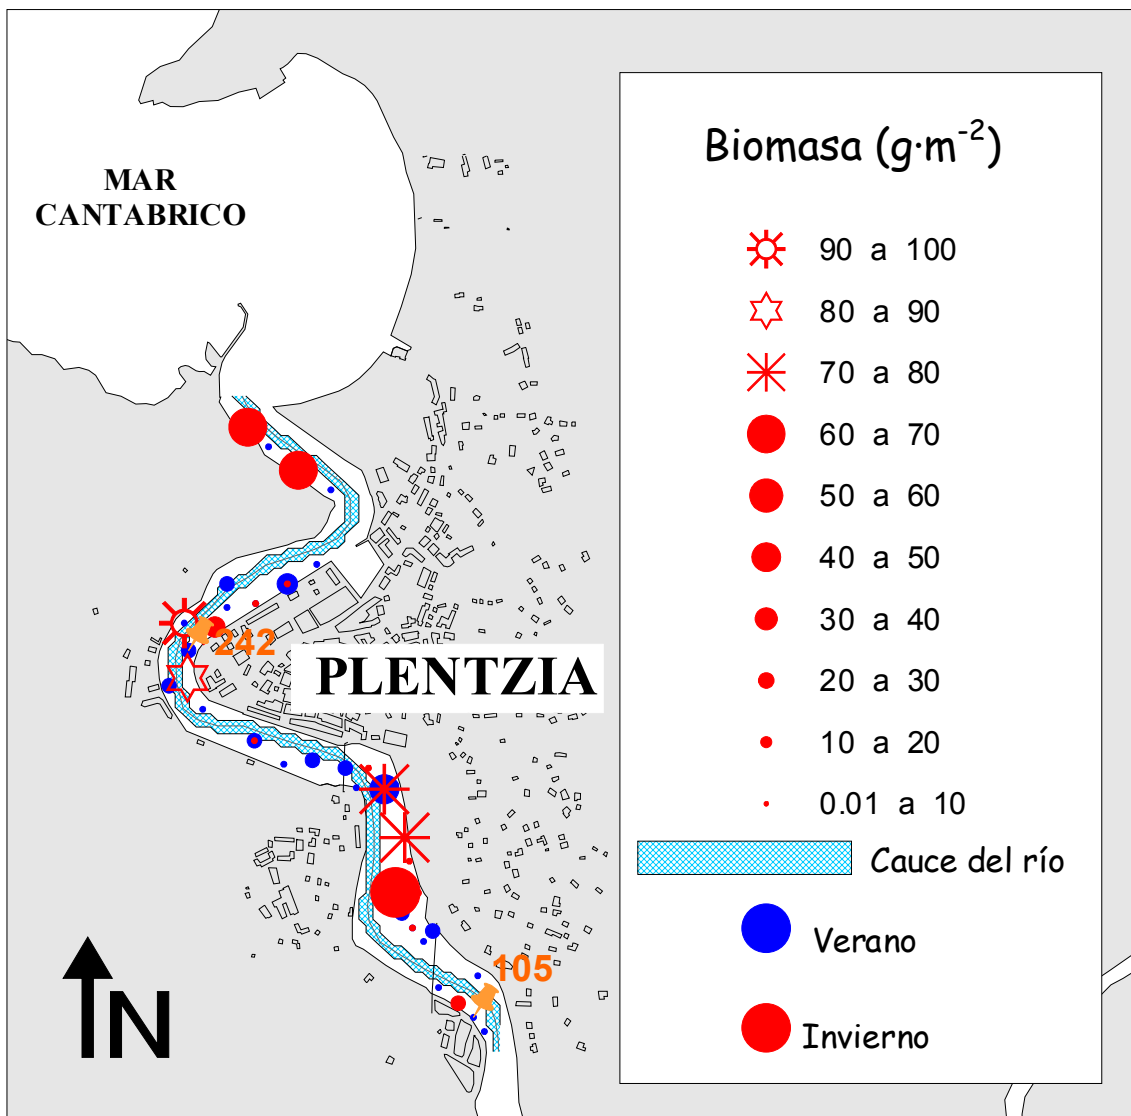 MAR
CANTABRICO
Biomasa (g·m⁻²)
90 a 100
80 a 90
70 a 80
60 a 70
50 a 60
40 a 50
30 a 40
20 a 30
10 a 20
0.01 a 10
Cauce del río
Verano
Invierno
242
PLENTZIA
105
N